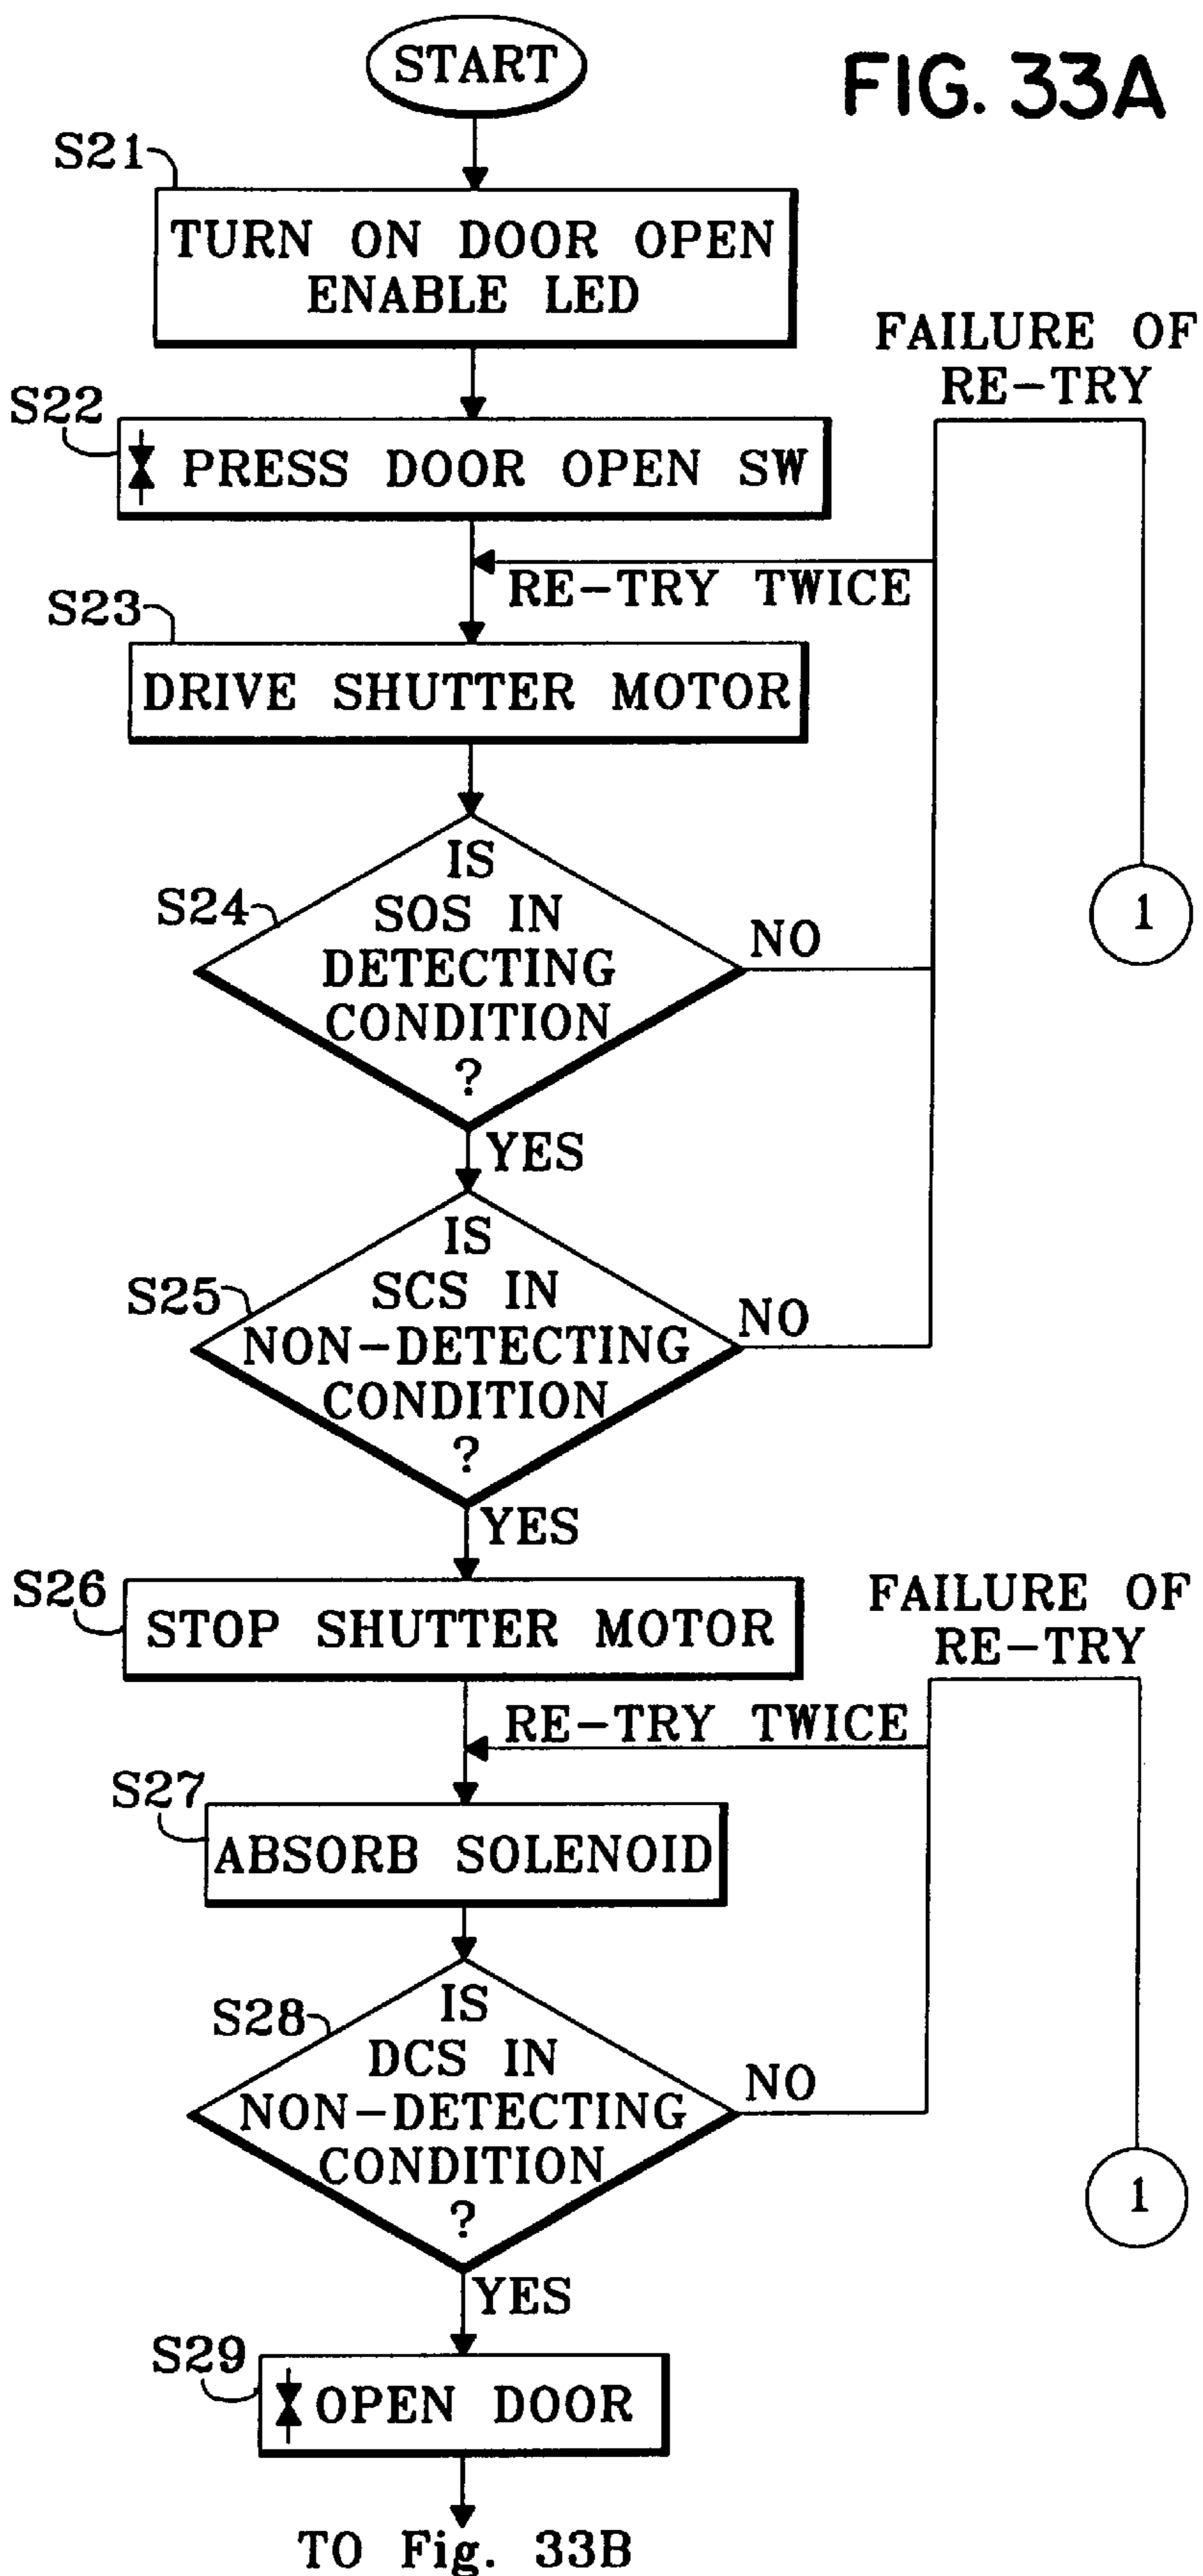 START
FIG. 33A
S21
TURN ON DOOR OPEN
ENABLE LED
FAILURE OF
RE-TRY
S22
PRESS DOOR OPEN SW
RE-TRY TWICE
S23
DRIVE SHUTTER MOTOR
1
S24
IS
SOS IN
DETECTING
CONDITION
?
NO
YES
S25
IS
SCS IN
NON-DETECTING
CONDITION
?
NO
YES
S26
STOP SHUTTER MOTOR
FAILURE OF
RE-TRY
RE-TRY TWICE
S27
ABSORB SOLENOID
S28
IS
DCS IN
NON-DETECTING
CONDITION
?
NO
1
YES
S29
OPEN DOOR
TO Fig. 33B